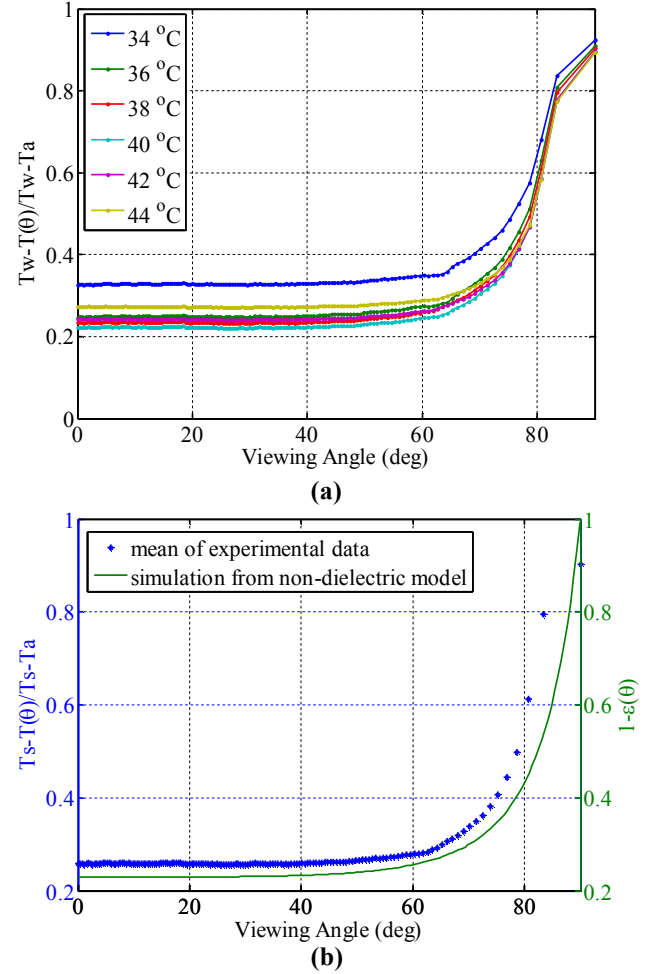 1
0.8
0.6
0.4
0.2
0
Tw-T(θ)/Tw-Ta
34 °C
36 °C
38 °C
40 °C
42 °C
44 °C
0 20 40 60 80
Viewing Angle (deg)
(a)
1
0.8
0.6
0.4
0.2
Ts-T(θ)/Ts-Ta
mean of experimental data
simulation from non-dielectric model
1
0.8
0.6
0.4
0.2
1-ε(θ)
0 20 40 60 80
Viewing Angle (deg)
(b)